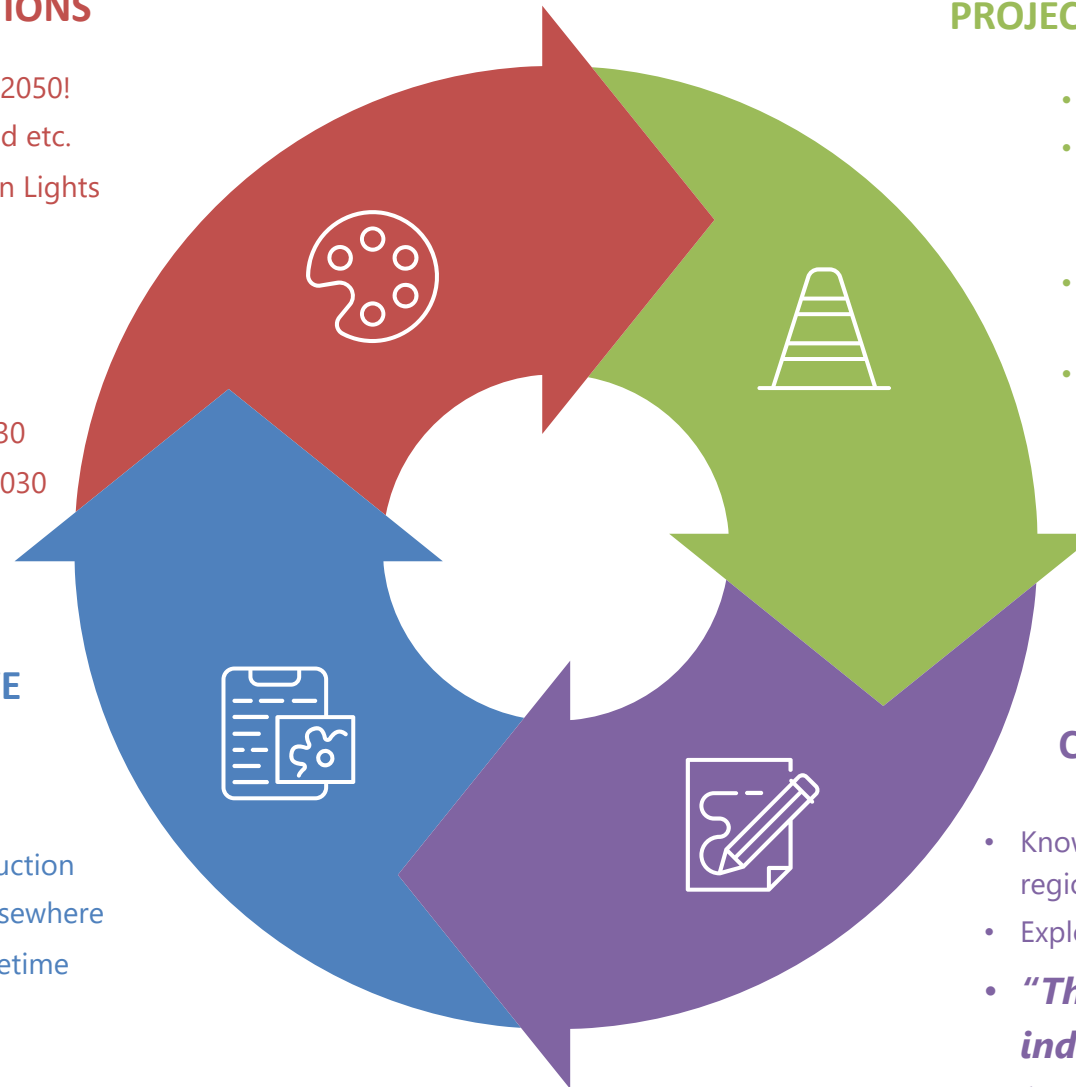 IONS
2050!
d etc.
n Lights
30
030
PROJEC
•
•
•
•
E
uction
sewhere
etime
• Know
regio
• Explo
• “Th
ind